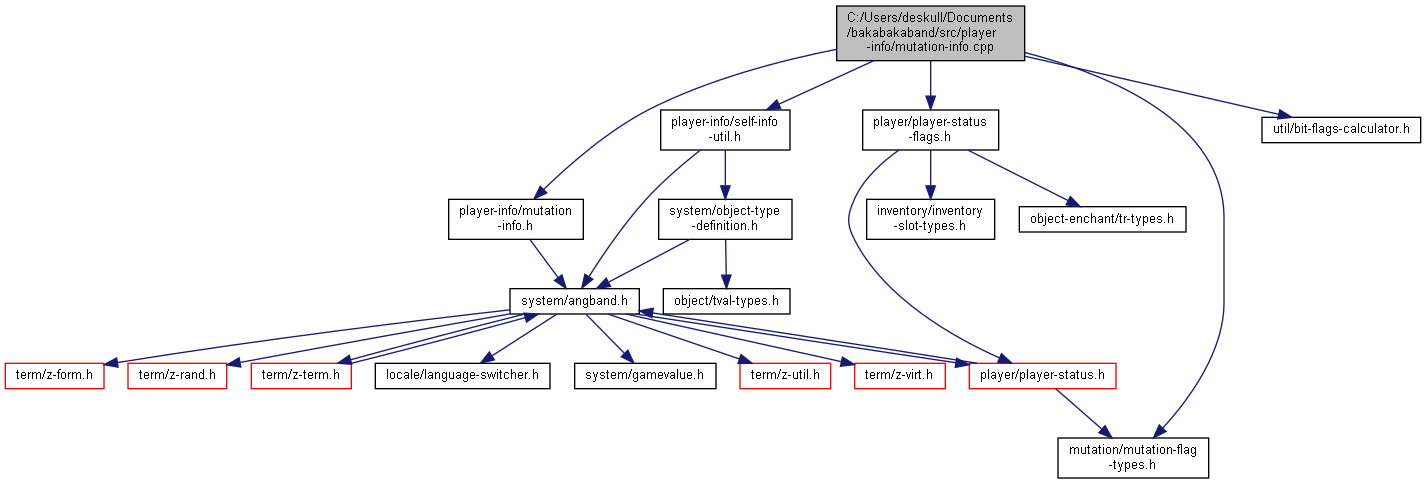 C:/Users/deskull/Documents
/bakabakaband/src/player
-info/mutation-info.cpp
player-info/self-info
-util.h
player/player-status
-flags.h
util/bit-flags-calculator.h
player-info/mutation
-info.h
system/object-type
-definition.h
inventory/inventory
-slot-types.h
object-enchant/tr-types.h
system/angband.h
object/tval-types.h
term/z-form.h
term/z-rand.h
term/z-term.h
locale/language-switcher.h
system/gamevalue.h
term/z-util.h
term/z-virt.h
player/player-status.h
mutation/mutation-flag
-types.h